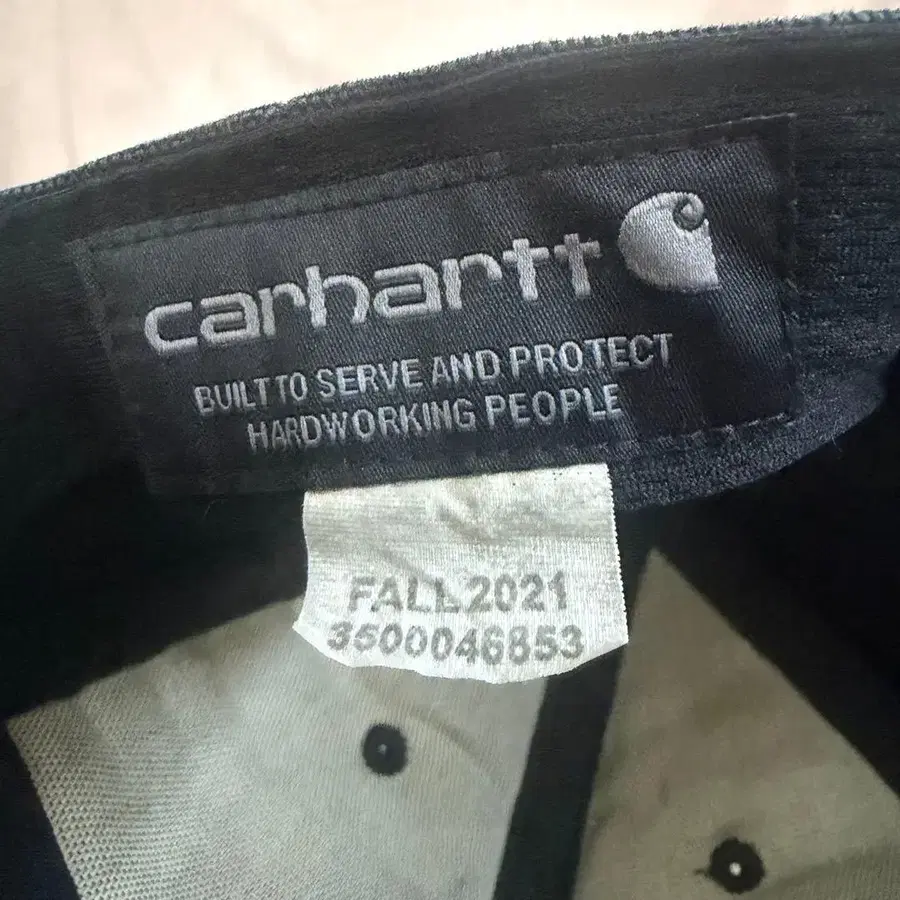 carhartt
BUILT TO SERVE AND PROTECT
HARDWORKING PEOPLE
FALL 2021
3500046853